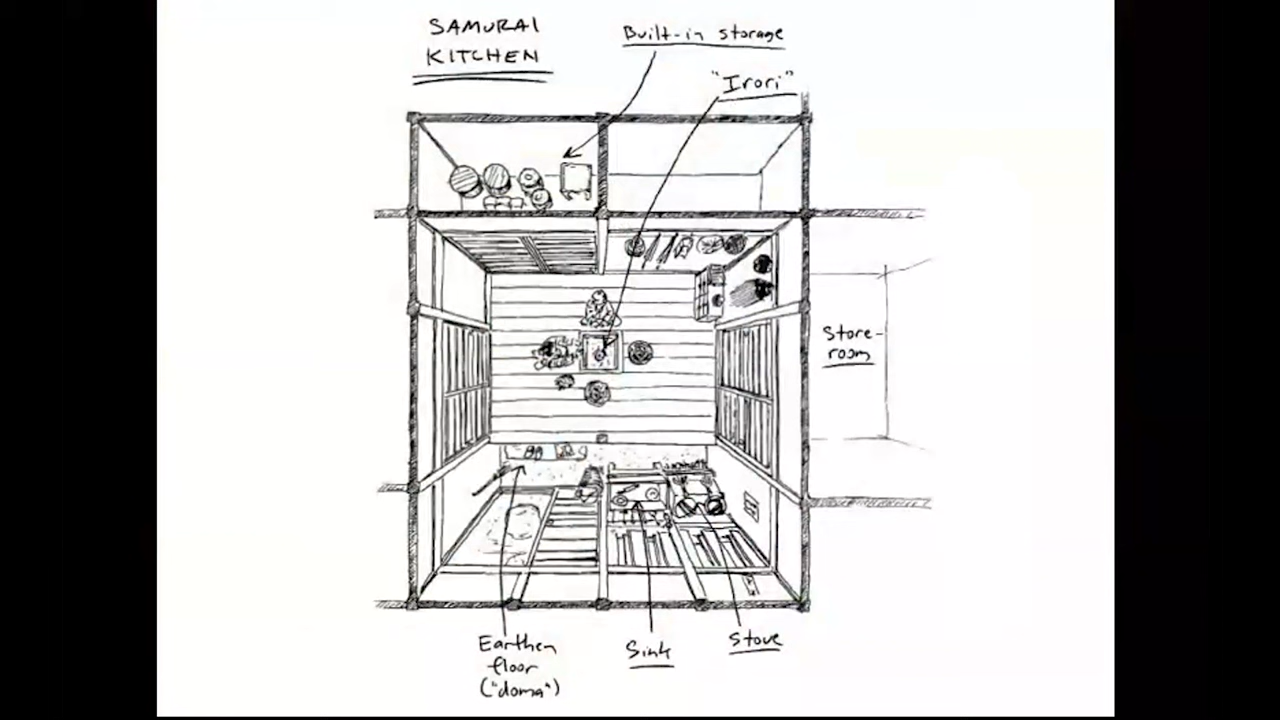 SAMURAI
KITCHEN
Built-in storage
"Irori"
Store-
room
Earthen
floor
("doma")
Sink
Stove